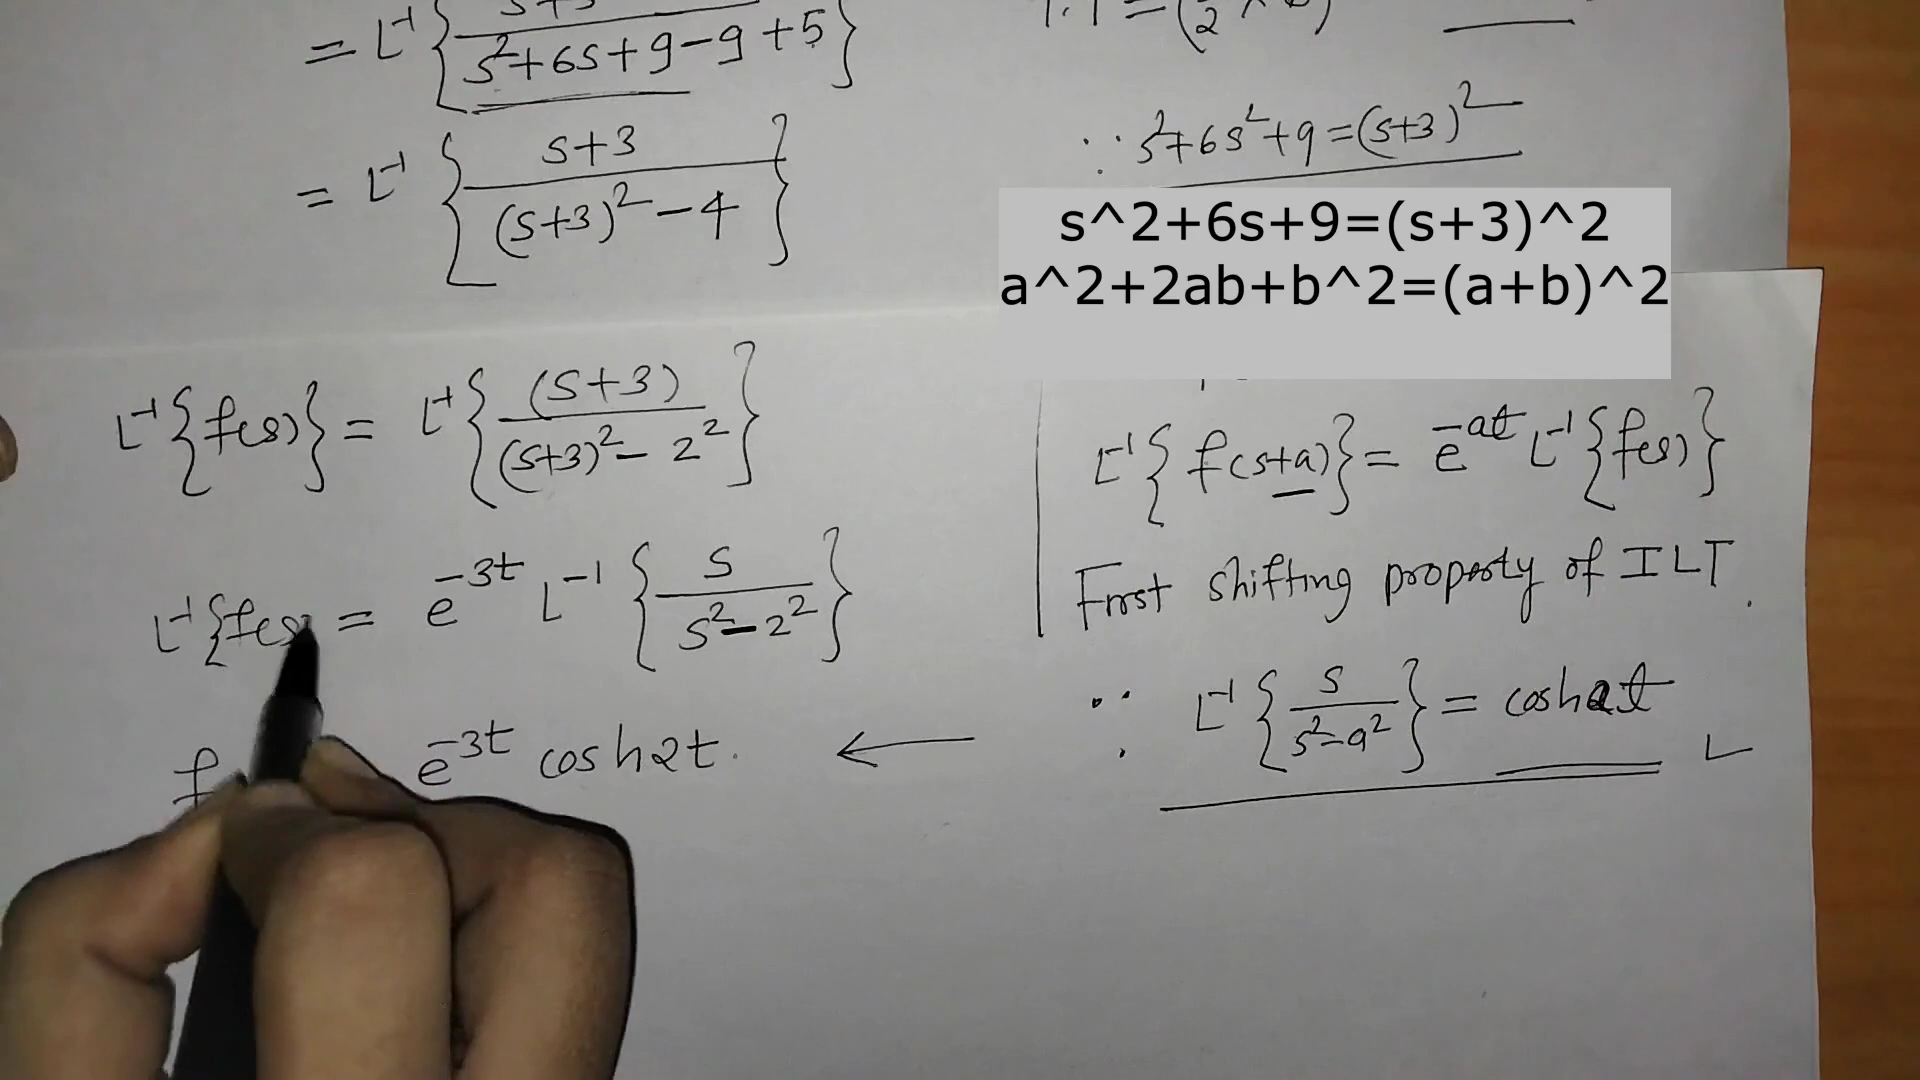 = L⁻¹{ s+3 / s²+6s+9-9+5 }
= L⁻¹{ s+3 / (s+3)²-4 }
L⁻¹{f(s)} = L⁻¹{ (s+3) / (s+3)²-2² }
L⁻¹{f(s) = e^-3t L⁻¹{ s / s²-2² }
f e^-3t cosh2t.
∵ s²+6s²+9=(s+3)²
s^2+6s+9=(s+3)^2
a^2+2ab+b^2=(a+b)^2
L⁻¹{f(s+a)} = e^-at L⁻¹{f(s)}
First shifting property of ILT.
∵ L⁻¹{ s / s²-a² } = coshat